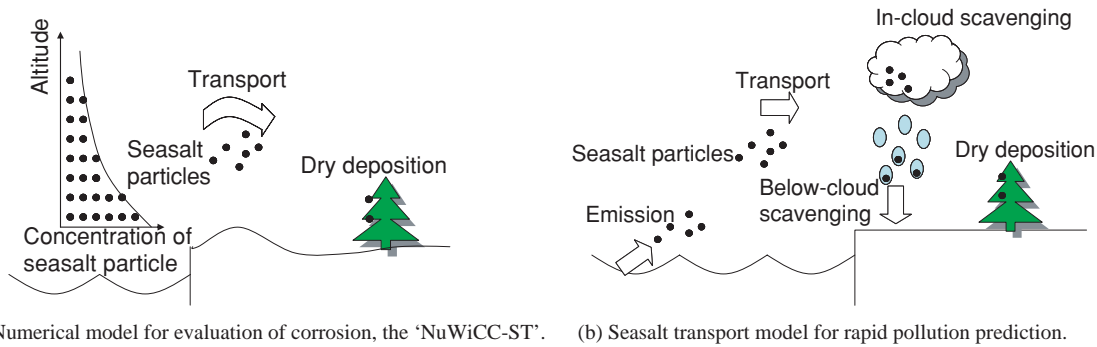 Altitude
Transport
Seasalt
particles
Dry deposition
Concentration of
seasalt particle
Numerical model for evaluation of corrosion, the ‘NuWiCC-ST’.
In-cloud scavenging
Transport
Seasalt particles
Dry deposition
Below-cloud
scavenging
Emission
(b) Seasalt transport model for rapid pollution prediction.